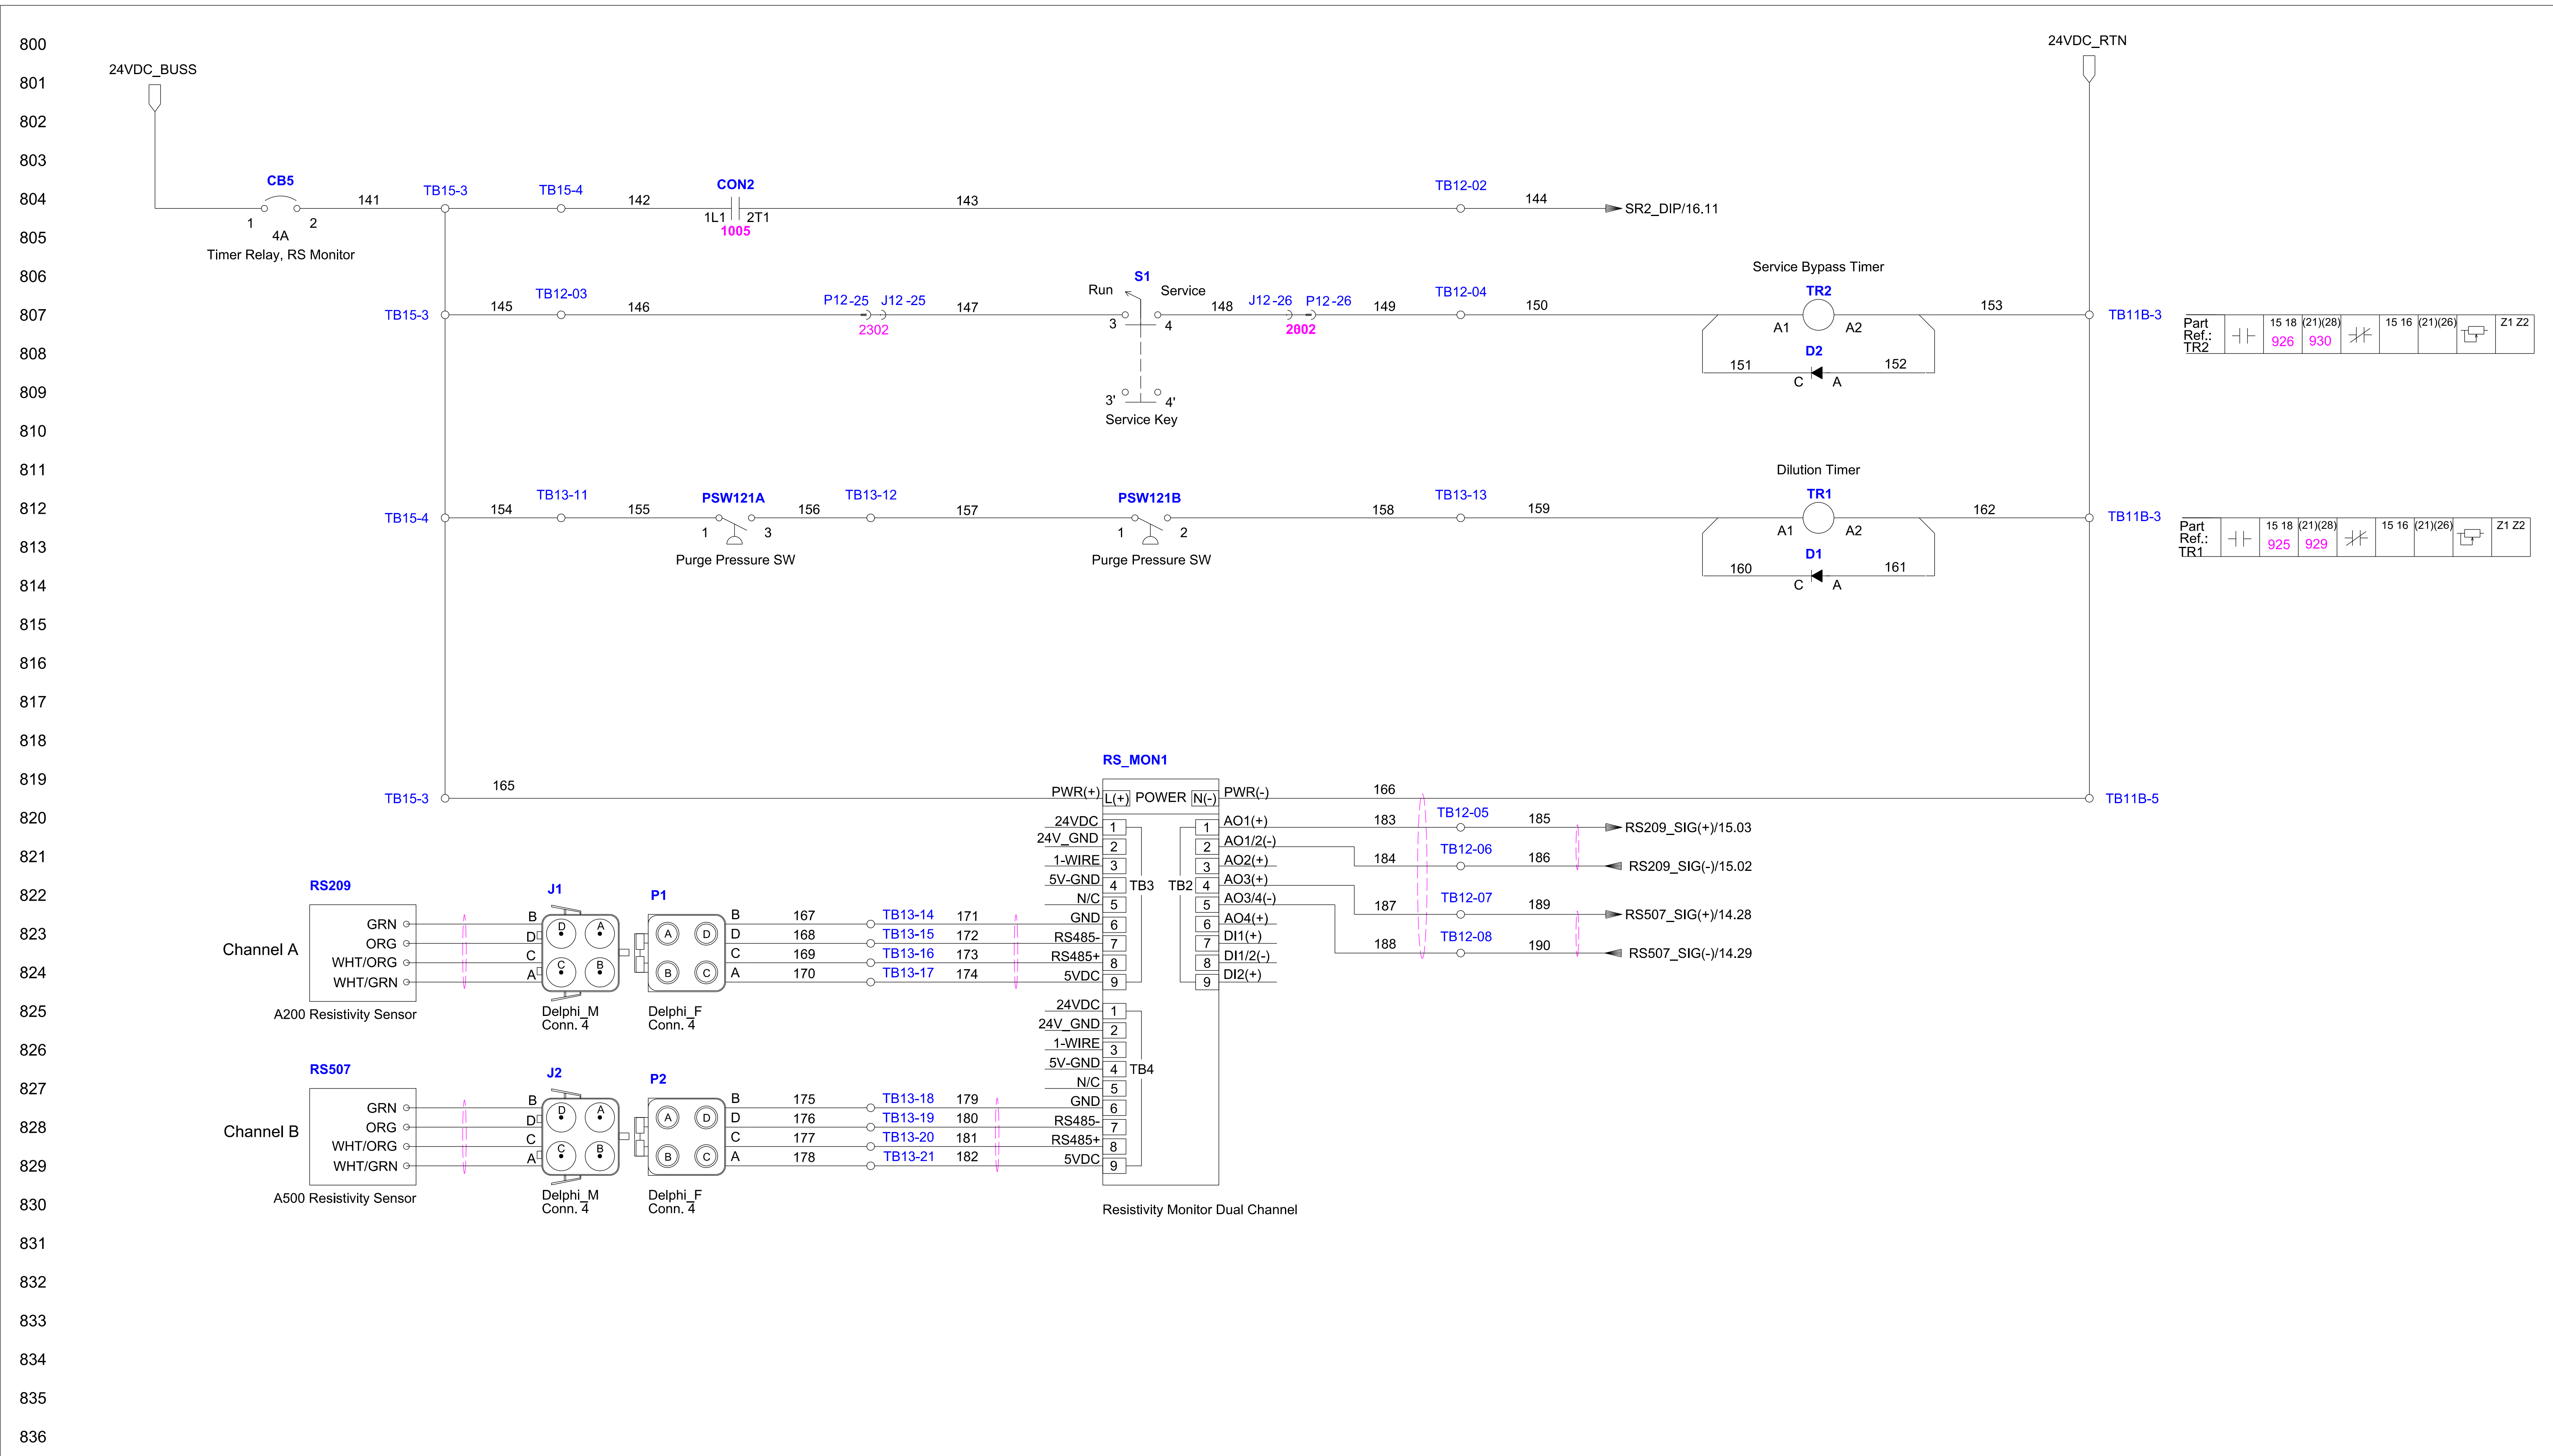 800
24VDC_RTN
24VDC_BUSS
801
802
803
CB5
TB15-3
TB15-4
CON2
TB12-02
804
141
142
143
144
1L1
2T1
SR2_DIP/16.11
1
2
4A
1005
805
Timer Relay, RS Monitor
806
S1
Service Bypass Timer
Run
Service
TR2
TB12-03
P12-25
J12-25
J12-26
P12-26
TB12-04
807
TB15-3
145
146
147
148
149
150
153
TB11B-3
3
4
A1
A2
2302
2002
Part
Ref.:
TR2
15 18
(21)(28)
15 16
(21)(26)
Z1 Z2
926
930
808
D2
151
152
C
A
809
3'
4'
Service Key
810
811
Dilution Timer
TB13-11
PSW121A
TB13-12
PSW121B
TB13-13
TR1
812
TB15-4
154
155
156
157
158
159
162
TB11B-3
1
3
1
2
A1
A2
Part
Ref.:
TR1
15 18
(21)(28)
15 16
(21)(26)
Z1 Z2
925
929
813
Purge Pressure SW
Purge Pressure SW
D1
160
161
C
A
814
815
816
817
818
RS_MON1
819
TB15-3
165
PWR(+)
L(+)
POWER
N(-)
PWR(-)
166
TB11B-5
820
24VDC
1
1
AO1(+)
183
TB12-05
185
RS209_SIG(+)/15.03
24V_GND
2
2
AO1/2(-)
821
1-WIRE
3
3
AO2(+)
184
TB12-06
186
RS209_SIG(-)/15.02
5V-GND
4
TB3
TB2
4
AO3(+)
822
N/C
5
5
AO3/4(-)
187
TB12-07
189
RS507_SIG(+)/14.28
RS209
J1
P1
GRN
B
D
A
A
D
B
167
TB13-14
171
GND
6
6
AO4(+)
823
Channel A
ORG
D
D
168
TB13-15
172
RS485-
7
7
DI1(+)
188
TB12-08
190
RS507_SIG(-)/14.29
WHT/ORG
C
C
B
B
C
C
169
TB13-16
173
RS485+
8
8
DI1/2(-)
824
WHT/GRN
A
A
170
TB13-17
174
5VDC
9
9
DI2(+)
A200 Resistivity Sensor
Delphi_M
Conn. 4
Delphi_F
Conn. 4
825
24VDC
1
24V_GND
2
826
1-WIRE
3
RS507
J2
P2
5V-GND
4
TB4
827
N/C
5
GRN
B
D
A
A
D
B
175
TB13-18
179
GND
6
828
Channel B
ORG
D
D
176
TB13-19
180
RS485-
7
WHT/ORG
C
C
B
B
C
C
177
TB13-20
181
RS485+
8
829
WHT/GRN
A
A
178
TB13-21
182
5VDC
9
A500 Resistivity Sensor
Delphi_M
Conn. 4
Delphi_F
Conn. 4
830
Resistivity Monitor Dual Channel
831
832
833
834
835
836